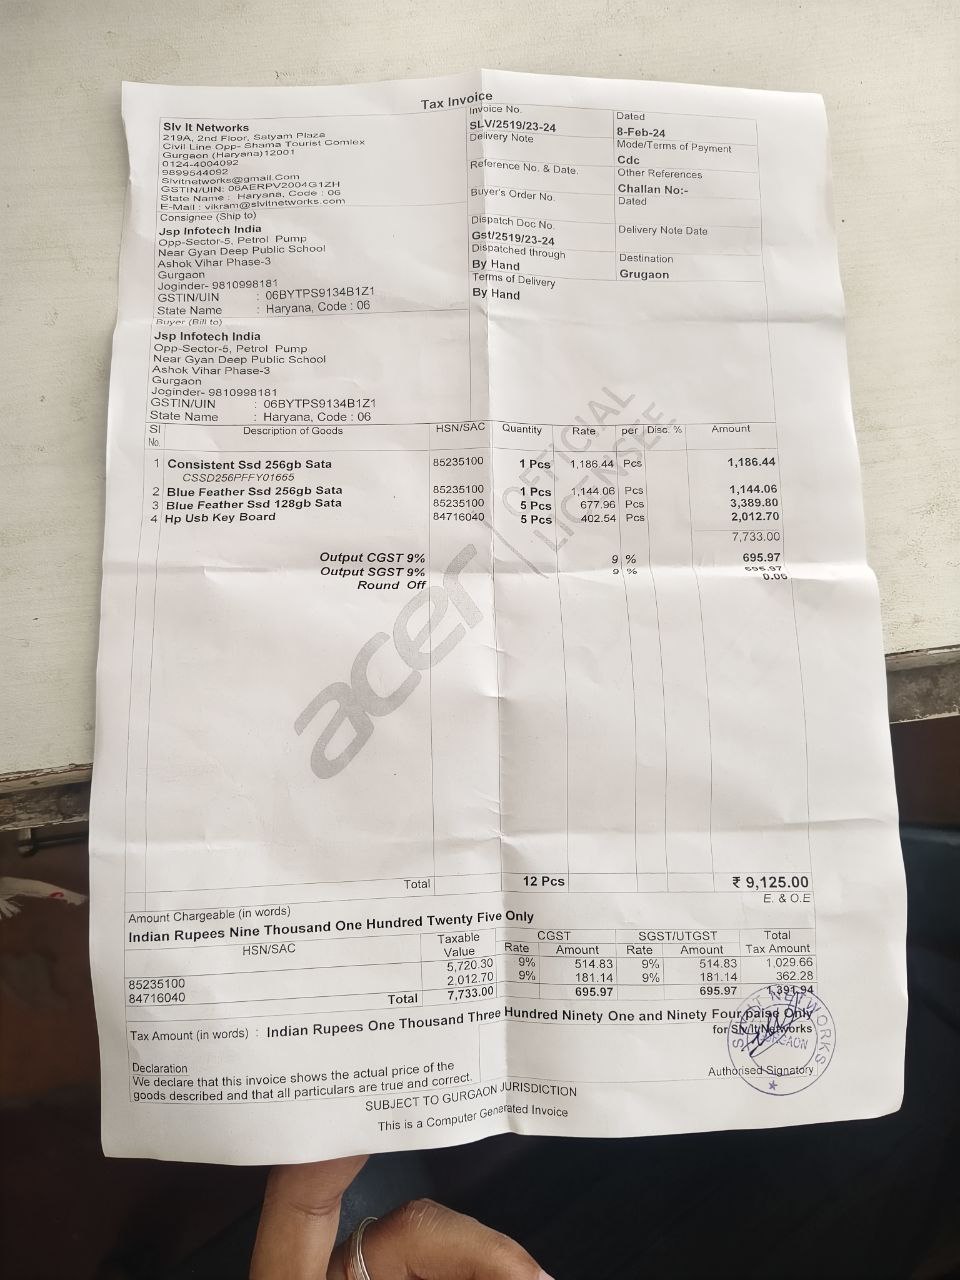 Tax Invoice
Slv It Networks
219A, 2nd Floor, Satyam Plaza
Civil Line Opp- Shama Tourist Comlex
Gurgaon (Haryana)12001
0124-4004092
9899544092
Slvitnetworks@gmail.Com
GSTIN/UIN: 06AERPV2004G1ZH
State Name : Haryana, Code : 06
E-Mail : vikram@slvitnetworks.com
Invoice No.
SLV/2519/23-24
Dated
8-Feb-24
Delivery Note
Mode/Terms of Payment
Cdc
Reference No. & Date.
Other References
Challan No:-
Buyer's Order No.
Dated
Dispatch Doc No.
Gst/2519/23-24
Delivery Note Date
Dispatched through
By Hand
Destination
Grugaon
Terms of Delivery
By Hand
Consignee (Ship to)
Jsp Infotech India
Opp-Sector-5, Petrol Pump
Near Gyan Deep Public School
Ashok Vihar Phase-3
Gurgaon
Joginder- 9810998181
GSTIN/UIN : 06BYTPS9134B1Z1
State Name : Haryana, Code : 06
Buyer (Bill to)
Jsp Infotech India
Opp-Sector-5, Petrol Pump
Near Gyan Deep Public School
Ashok Vihar Phase-3
Gurgaon
Joginder- 9810998181
GSTIN/UIN : 06BYTPS9134B1Z1
State Name : Haryana, Code : 06
Sl No. Description of Goods HSN/SAC Quantity Rate per Disc. % Amount
1 Consistent Ssd 256gb Sata 85235100 1 Pcs 1,186.44 Pcs 1,186.44
CSSD256PFFY01665
2 Blue Feather Ssd 256gb Sata 85235100 1 Pcs 1,144.06 Pcs 1,144.06
3 Blue Feather Ssd 128gb Sata 85235100 5 Pcs 677.96 Pcs 3,389.80
4 Hp Usb Key Board 84716040 5 Pcs 402.54 Pcs 2,012.70
7,733.00
Output CGST 9% 9 % 695.97
Output SGST 9% 9 % 695.97
Round Off 0.06
acer | OFFICIAL LICENSEE
Total 12 Pcs ₹ 9,125.00
E. & O.E
Amount Chargeable (in words)
Indian Rupees Nine Thousand One Hundred Twenty Five Only
HSN/SAC Taxable Value CGST SGST/UTGST Total Tax Amount
Rate Amount Rate Amount
85235100 5,720.30 9% 514.83 9% 514.83 1,029.66
84716040 2,012.70 9% 181.14 9% 181.14 362.28
Total 7,733.00 695.97 695.97 1,391.94
Tax Amount (in words) : Indian Rupees One Thousand Three Hundred Ninety One and Ninety Four paise Only
for Slv It Networks
SLV IT NETWORKS
GURGAON
Authorised Signatory
Declaration
We declare that this invoice shows the actual price of the
goods described and that all particulars are true and correct.
SUBJECT TO GURGAON JURISDICTION
This is a Computer Generated Invoice